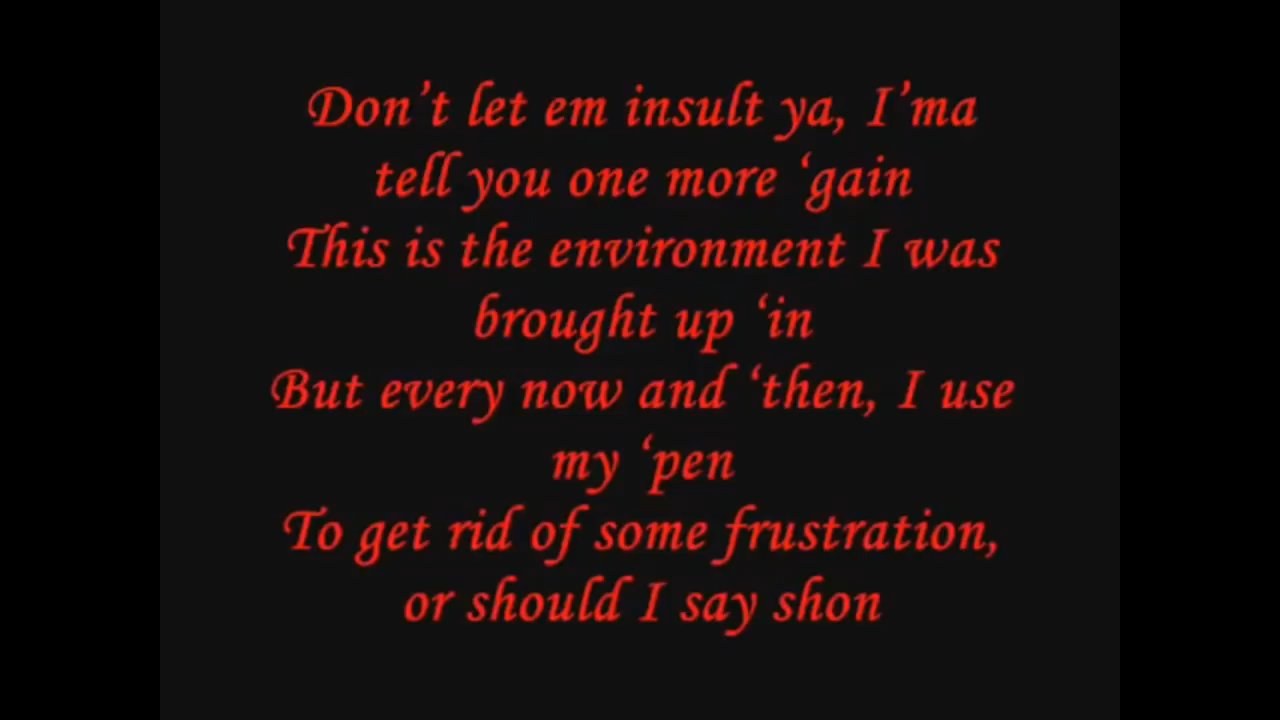 Don’t let em insult ya, I’ma
tell you one more ‘gain
This is the environment I was
brought up ‘in
But every now and ‘then, I use
my ‘pen
To get rid of some frustration,
or should I say shon